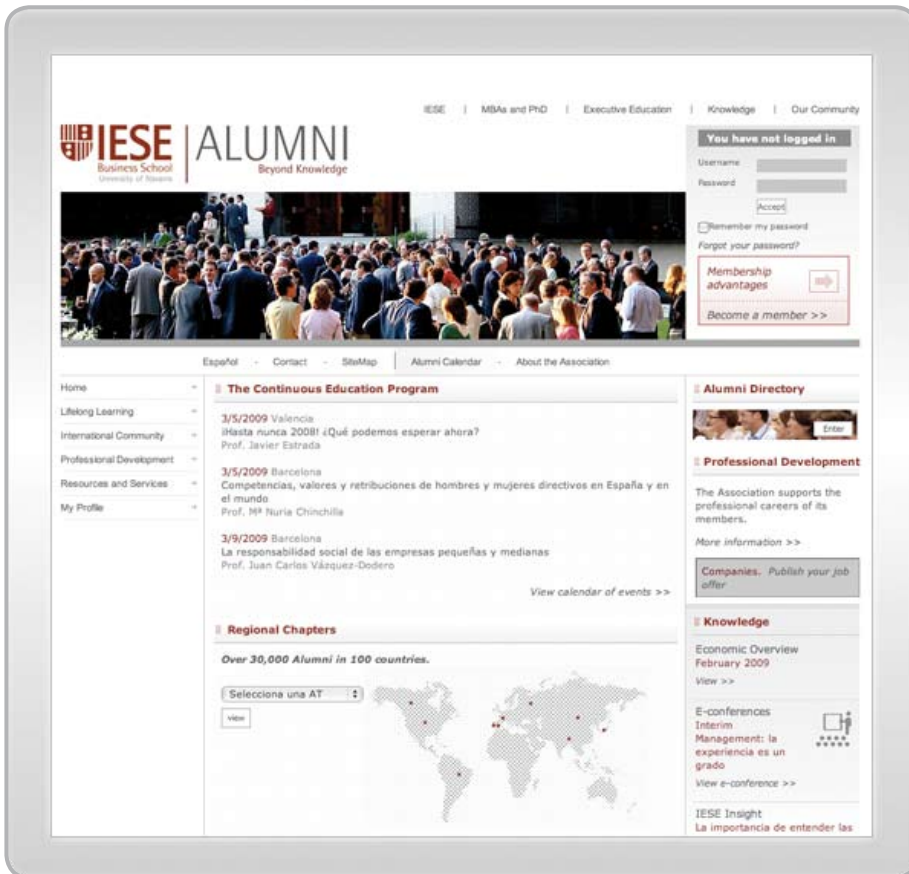 IESE | MBAs and PhD | Executive Education | Knowledge | Our Community
IESE
Business School
University of Navarra
ALUMNI
Beyond Knowledge
You have not logged in
Username
Password
Accept
Remember my password
Forgot your password?
Membership
advantages
Become a member >>
Español - Contact - SiteMap | Alumni Calendar - About the Association
Home
Lifelong Learning
International Community
Professional Development
Resources and Services
My Profile
The Continuous Education Program
3/5/2009 Valencia
¡Hasta nunca 2008! ¿Qué podemos esperar ahora?
Prof. Javier Estrada
3/5/2009 Barcelona
Competencias, valores y retribuciones de hombres y mujeres directivos en España y en
el mundo
Prof. Mª Nuria Chinchilla
3/9/2009 Barcelona
La responsabilidad social de las empresas pequeñas y medianas
Prof. Juan Carlos Vázquez-Dodero
View calendar of events >>
Regional Chapters
Over 30,000 Alumni in 100 countries.
Selecciona una AT
view
Alumni Directory
Enter
Professional Development
The Association supports the
professional careers of its
members.
More information >>
Companies. Publish your job
offer
Knowledge
Economic Overview
February 2009
View >>
E-conferences
Interim
Management: la
experiencia es un
grado
View e-conference >>
IESE Insight
La importancia de entender las